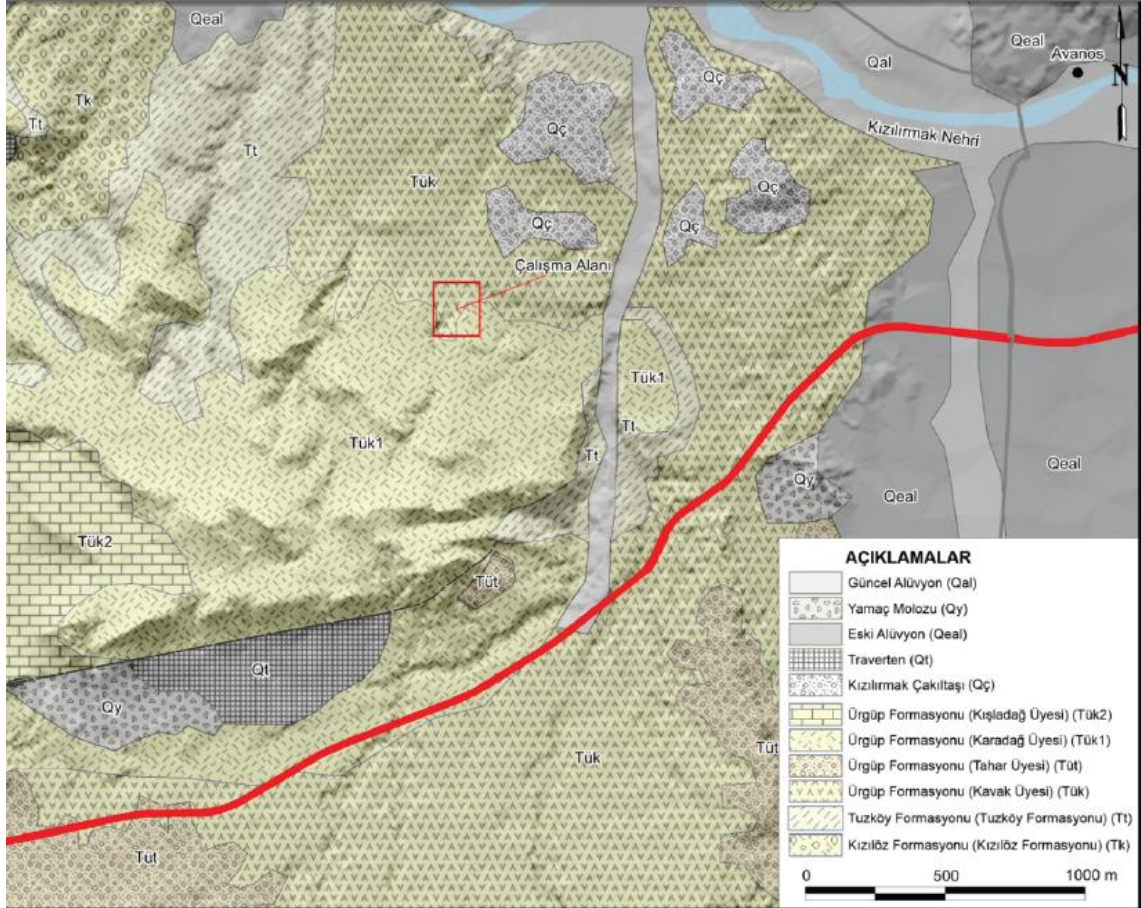 Qeal
Qeal
Avanos
Qal
N
Tk
Tt
Qç
Qç
Kızılırmak Nehri
Tt
Tük
Qç
Qç
Qç
Çalışma Alanı
Tük1
Tt
Tük1
Tt
Qy
Qeal
Qeal
Tük2
Tüt
Qt
Qy
Tük
Tüt
Tüt
AÇIKLAMALAR
Güncel Alüvyon (Qal)
Yamaç Molozu (Qy)
Eski Alüvyon (Qeal)
Traverten (Qt)
Kızılırmak Çakıltaşı (Qç)
Ürgüp Formasyonu (Kışladağ Üyesi) (Tük2)
Ürgüp Formasyonu (Karadağ Üyesi) (Tük1)
Ürgüp Formasyonu (Tahar Üyesi) (Tüt)
Ürgüp Formasyonu (Kavak Üyesi) (Tük)
Tuzköy Formasyonu (Tuzköy Formasyonu) (Tt)
Kızılöz Formasyonu (Kızılöz Formasyonu) (Tk)
0 500 1000 m